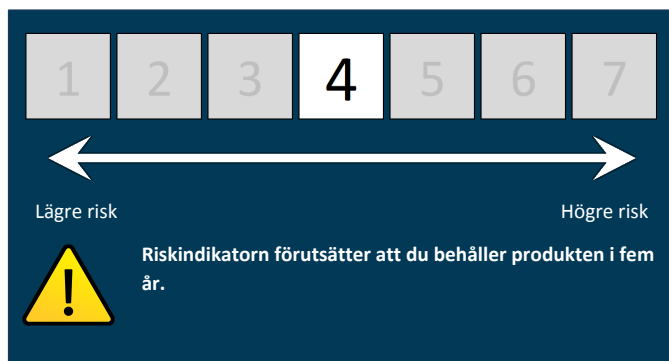 1 2 3 4 5 6 7
Lägre risk Högre risk
Riskindikatorn förutsätter att du behåller produkten i fem
år.